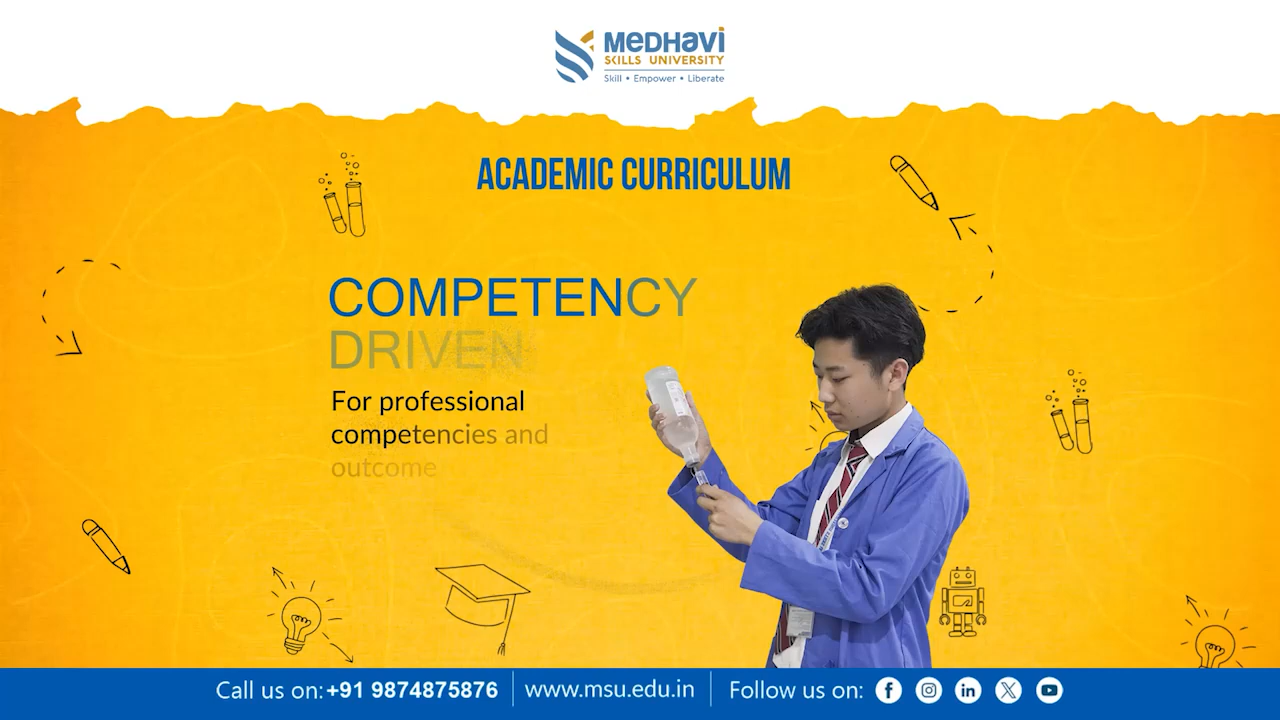 MEDHAVI
SKILLS UNIVERSITY
Skill • Empower • Liberate
ACADEMIC CURRICULUM
COMPETENCY
DRIVEN
For professional
competencies and
outcome
Call us on: +91 9874875876 | www.msu.edu.in | Follow us on: